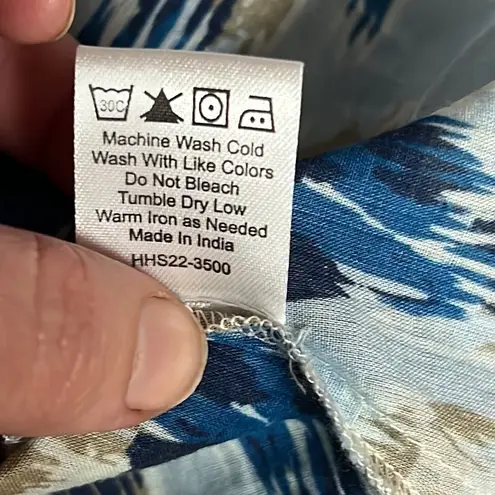 30C
Machine Wash Cold
Wash With Like Colors
Do Not Bleach
Tumble Dry Low
Warm Iron as Needed
Made In India
HHS22-3500